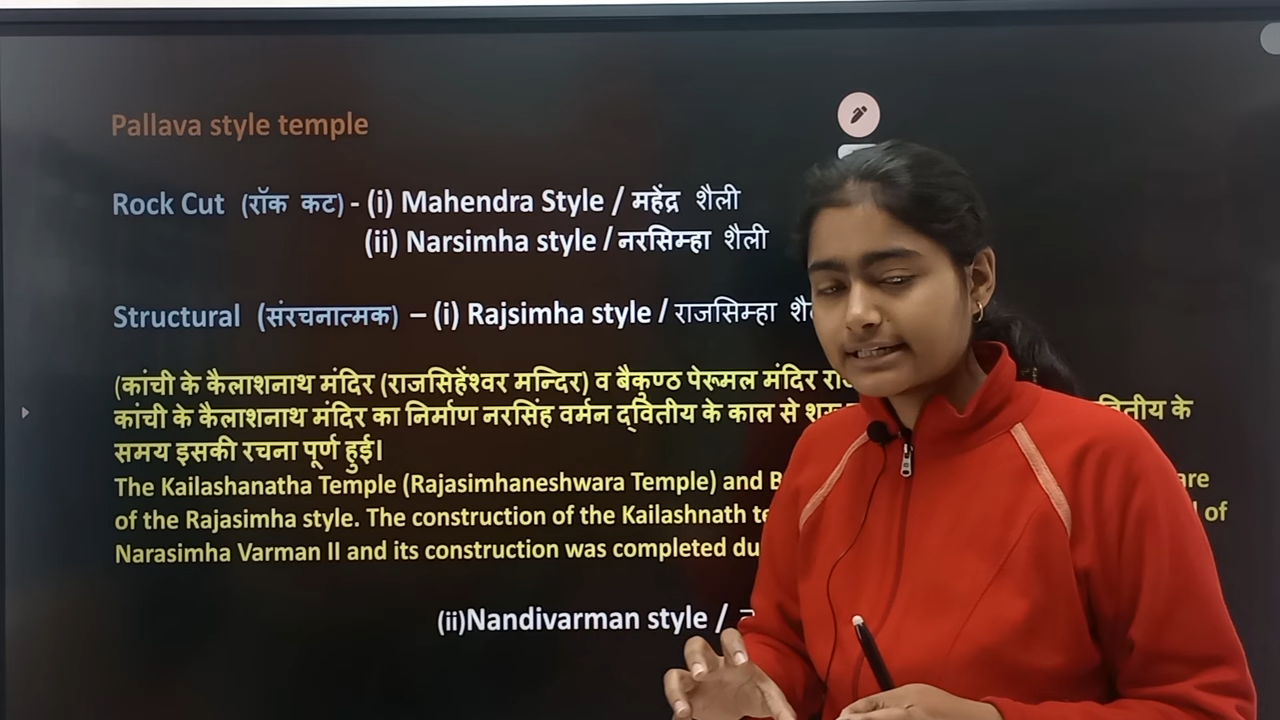 Pallava style temple
Rock Cut (रॉक कट) - (i) Mahendra Style / महेंद्र शैली
(ii) Narsimha style / नरसिम्हा शैली
Structural (संरचनात्मक) – (i) Rajsimha style / राजसिम्हा
(कांची के कैलाशनाथ मंदिर (राजसिहेंश्वर मन्दिर) व बैकुण्ठ पेरूमल मंदिर
कांची के कैलाशनाथ मंदिर का निर्माण नरसिंह वर्मन द्वितीय के काल से के
समय इसकी रचना पूर्ण हुई।
The Kailashanatha Temple (Rajasimhaneshwara Temple) and are
of the Rajasimha style. The construction of the Kailashnath of
Narasimha Varman II and its construction was completed
(ii)Nandivarman style /